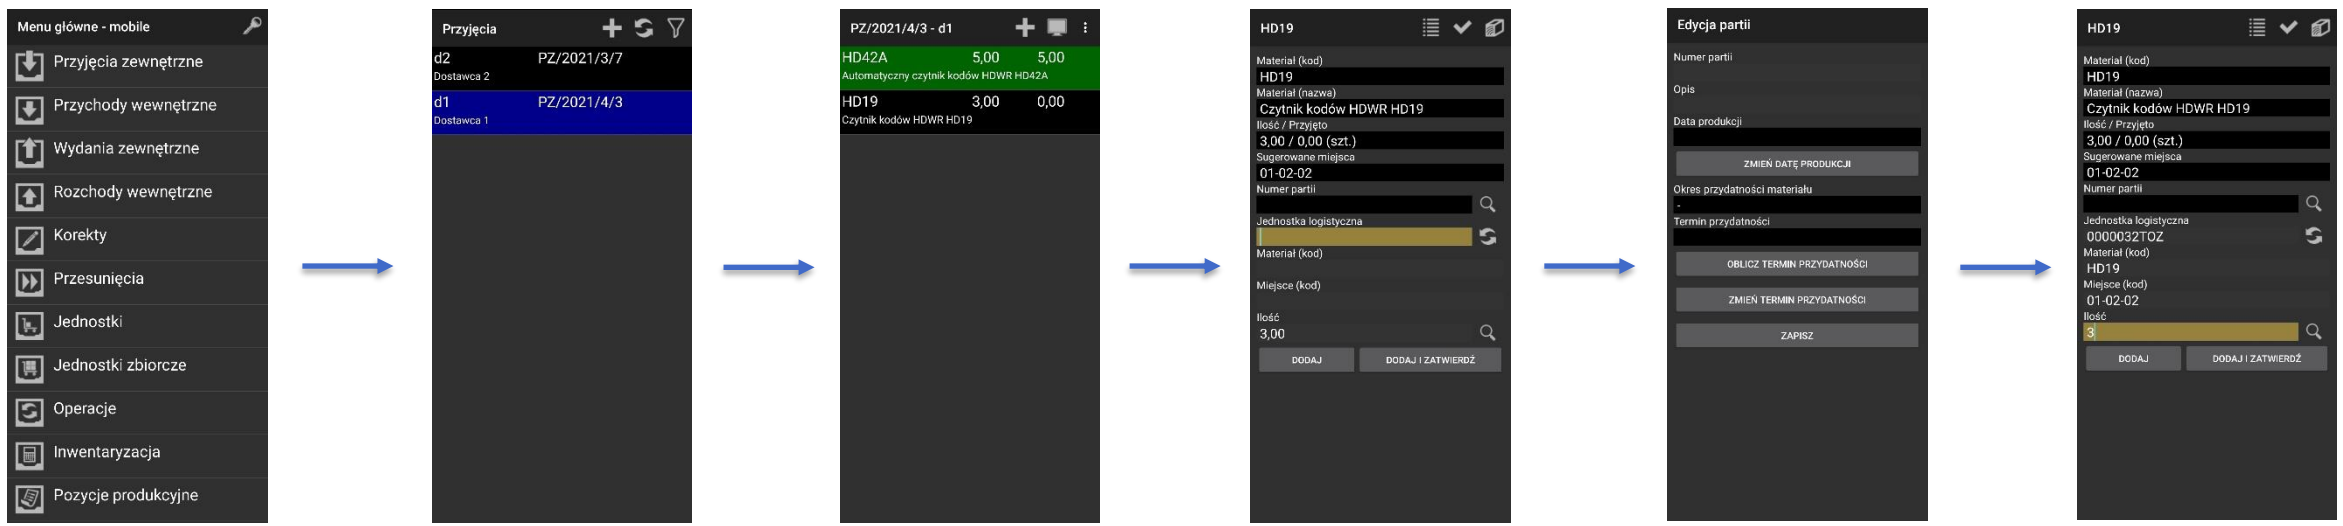 Menu główne - mobile
Przyjęcia zewnętrzne
Przychody wewnętrzne
Wydania zewnętrzne
Rozchody wewnętrzne
Korekty
Przesunięcia
Jednostki
Jednostki zbiorcze
Operacje
Inwentaryzacja
Pozycje produkcyjne
Przyjęcia
d2 PZ/2021/3/7
Dostawca 2
d1 PZ/2021/4/3
Dostawca 1
PZ/2021/4/3 - d1
HD42A 5,00 5,00
Automatyczny czytnik kodów HDWR HD42A
HD19 3,00 0,00
Czytnik kodów HDWR HD19
HD19
Materiał (kod)
HD19
Materiał (nazwa)
Czytnik kodów HDWR HD19
Ilość / Przyjęto
3,00 / 0,00 (szt.)
Sugerowane miejsca
01-02-02
Numer partii
Jednostka logistyczna
Materiał (kod)
Miejsce (kod)
Ilość
3,00
DODAJ DODAJ I ZATWIERDŹ
Edycja partii
Numer partii
Opis
Data produkcji
ZMIEŃ DATĘ PRODUKCJI
Okres przydatności materiału
-
Termin przydatności
OBLICZ TERMIN PRZYDATNOŚCI
ZMIEŃ TERMIN PRZYDATNOŚCI
ZAPISZ
HD19
Materiał (kod)
HD19
Materiał (nazwa)
Czytnik kodów HDWR HD19
Ilość / Przyjęto
3,00 / 0,00 (szt.)
Sugerowane miejsca
01-02-02
Numer partii
Jednostka logistyczna
0000032TOZ
Materiał (kod)
HD19
Miejsce (kod)
01-02-02
Ilość
3
DODAJ DODAJ I ZATWIERDŹ